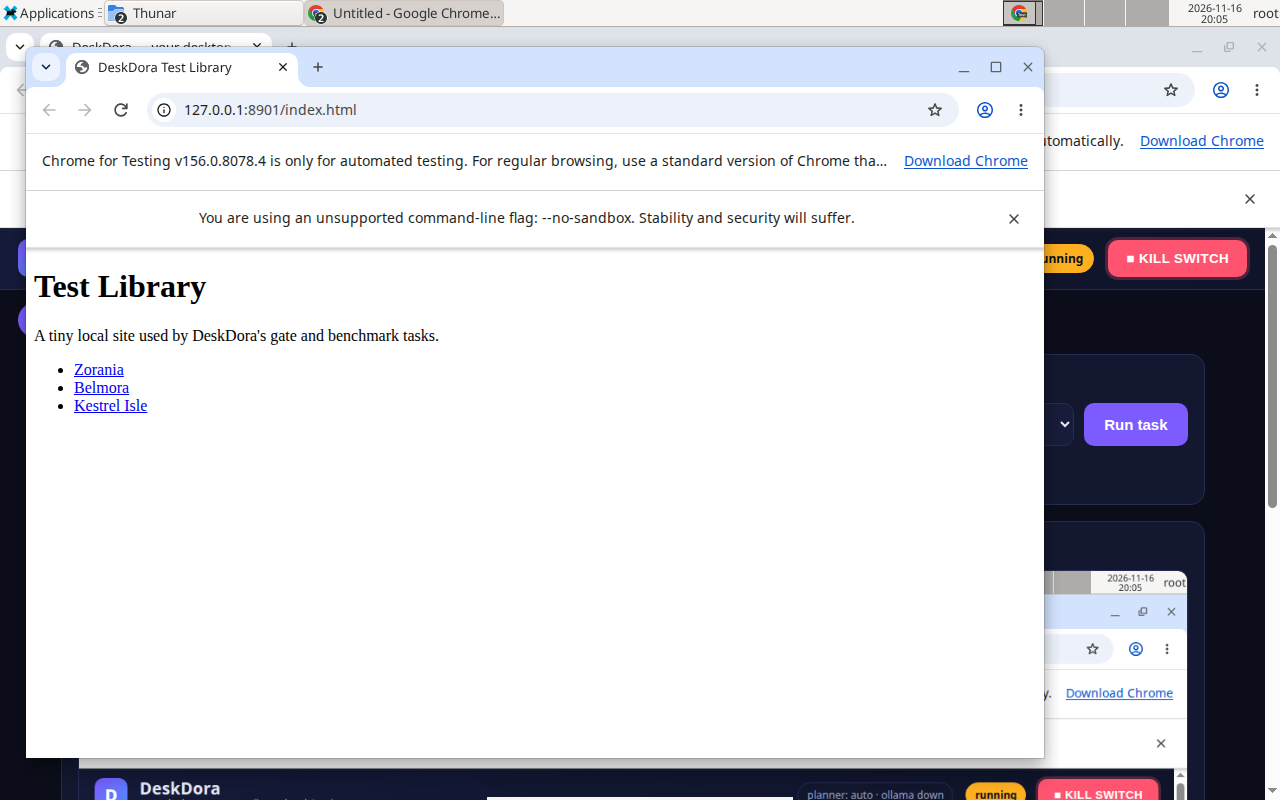 Applications
2
Thunar
2
Untitled - Google Chrome...
2026-11-16
20:05
root
DeskDora Test Library
127.0.0.1:8901/index.html
Chrome for Testing v156.0.8078.4 is only for automated testing. For regular browsing, use a standard version of Chrome tha...
Download Chrome
utomatically.
Download Chrome
You are using an unsupported command-line flag: --no-sandbox. Stability and security will suffer.
unning
■ KILL SWITCH
Test Library
A tiny local site used by DeskDora's gate and benchmark tasks.
Zorania
Belmora
Kestrel Isle
Run task
2026-11-16
20:05
root
y.
Download Chrome
D
DeskDora
planner: auto · ollama down
running
■ KILL SWITCH